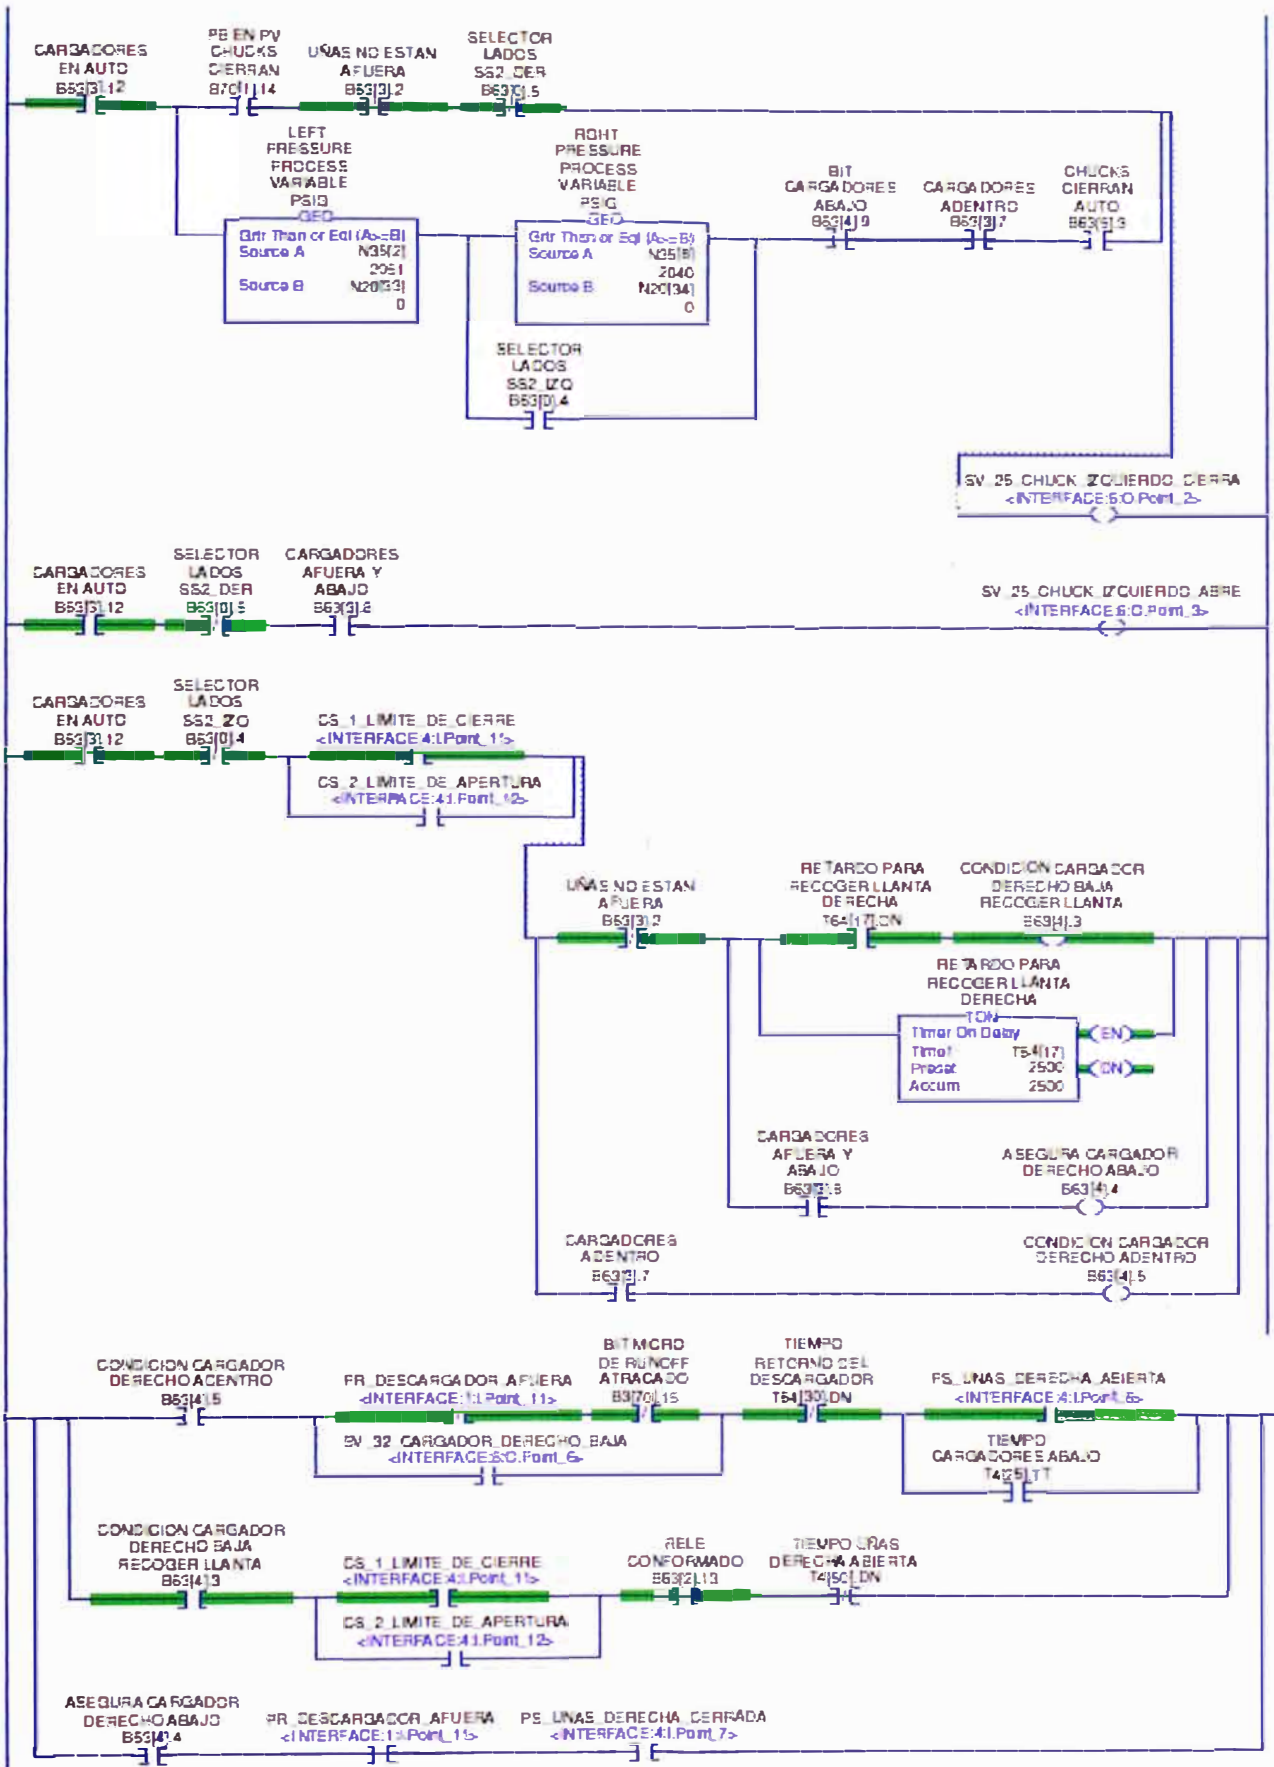 CARGADORES
EN AUTO
B63[3].12
PB EN PV
CHUCKS
CIERRAN
B70[1].14
UÑAS NO ESTAN
AFUERA
B63[3].2
SELECTOR
LADOS
SS2_DER
B63[0].5
LEFT
PRESSURE
PROCESS
VARIABLE
PSIG
GEQ
Grtr Than or Eql (A>=B)
Source A N35[2]
2051
Source B N20[33]
0
RGHT
PRESSURE
PROCESS
VARIABLE
PSIG
GEQ
Grtr Than or Eql (A>=B)
Source A N35[8]
2040
Source B N20[34]
0
BIT
CARGADORES
ABAJO
B63[4].9
CARGADORES
ADENTRO
B63[3].7
CHUCKS
CIERRAN
AUTO
B63[5].3
SELECTOR
LADOS
SS2_IZQ
B63[0].4
SV_25_CHUCK_IZQUIERDO_CIERRA
<INTERFACE:6:O.Point_2>
CARGADORES
EN AUTO
B63[3].12
SELECTOR
LADOS
SS2_DER
B63[0].5
CARGADORES
AFUERA Y
ABAJO
B63[3].8
SV_25_CHUCK_IZQUIERDO_ABRE
<INTERFACE:6:O.Point_3>
CARGADORES
EN AUTO
B63[3].12
SELECTOR
LADOS
SS2_IZQ
B63[0].4
CS_1_LIMITE_DE_CIERRE
<INTERFACE:4:I.Point_11>
CS_2_LIMITE_DE_APERTURA
<INTERFACE:4:I.Point_12>
UÑAS NO ESTAN
AFUERA
B63[3].2
RETARDO PARA
RECOGER LLANTA
DERECHA
T64[17].DN
CONDICION CARGADOR
DERECHO BAJA
RECOGER LLANTA
B63[4].3
RETARDO PARA
RECOGER LLANTA
DERECHA
TON
Timer On Delay
Timer T64[17]
Preset 2500
Accum 2500
EN
DN
CARGADORES
AFUERA Y
ABAJO
B63[3].8
ASEGURA CARGADOR
DERECHO ABAJO
B63[4].4
CARGADORES
ADENTRO
B63[3].7
CONDICION CARGADOR
DERECHO ADENTRO
B63[4].5
CONDICION CARGADOR
DERECHO ADENTRO
B63[4].5
PR_DESCARGADOR_AFUERA
<INTERFACE:1:I.Point_11>
BIT MICRO
DE RUNOFF
ATRACADO
B3[70].15
TIEMPO
RETORNO DEL
DESCARGADOR
T64[30].DN
PS_UNAS_DERECHA_ABIERTA
<INTERFACE:4:I.Point_6>
SV_32_CARGADOR_DERECHO_BAJA
<INTERFACE:6:O.Point_6>
TIEMPO
CARGADORES ABAJO
T4[25].TT
CONDICION CARGADOR
DERECHO BAJA
RECOGER LLANTA
B63[4].3
CS_1_LIMITE_DE_CIERRE
<INTERFACE:4:I.Point_11>
RELE
CONFORMADO
B63[2].13
TIEMPO UÑAS
DERECHA ABIERTA
T4[50].DN
CS_2_LIMITE_DE_APERTURA
<INTERFACE:4:I.Point_12>
ASEGURA CARGADOR
DERECHO ABAJO
B63[4].4
PR_DESCARGADOR_AFUERA
<INTERFACE:1:I.Point_11>
PS_UNAS_DERECHA_CERRADA
<INTERFACE:4:I.Point_7>